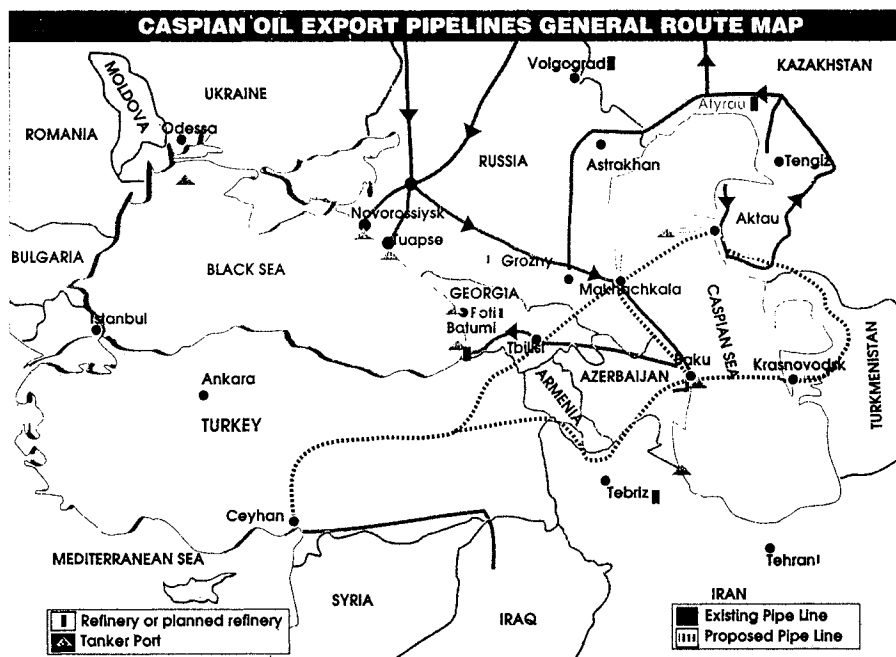 CASPIAN OIL EXPORT PIPELINES GENERAL ROUTE MAP
Volgograd
KAZAKHSTAN
MOLDOVA
UKRAINE
Atyrau
ROMANIA
Odessa
RUSSIA
Astrakhan
Tengiz
Novorossiysk
Aktau
Tuapse
BULGARIA
BLACK SEA
Grozny
Makhachkala
GEORGIA
CASPIAN SEA
Foti
Istanbul
Batumi
Tbilisi
TURKMENISTAN
Baku
Krasnovodsk
Ankara
ARMENIA
AZERBAIJAN
TURKEY
Tebriz
Ceyhan
MEDITERRANEAN SEA
Tehran
SYRIA
IRAQ
IRAN
Refinery or planned refinery
Tanker Port
Existing Pipe Line
Proposed Pipe Line